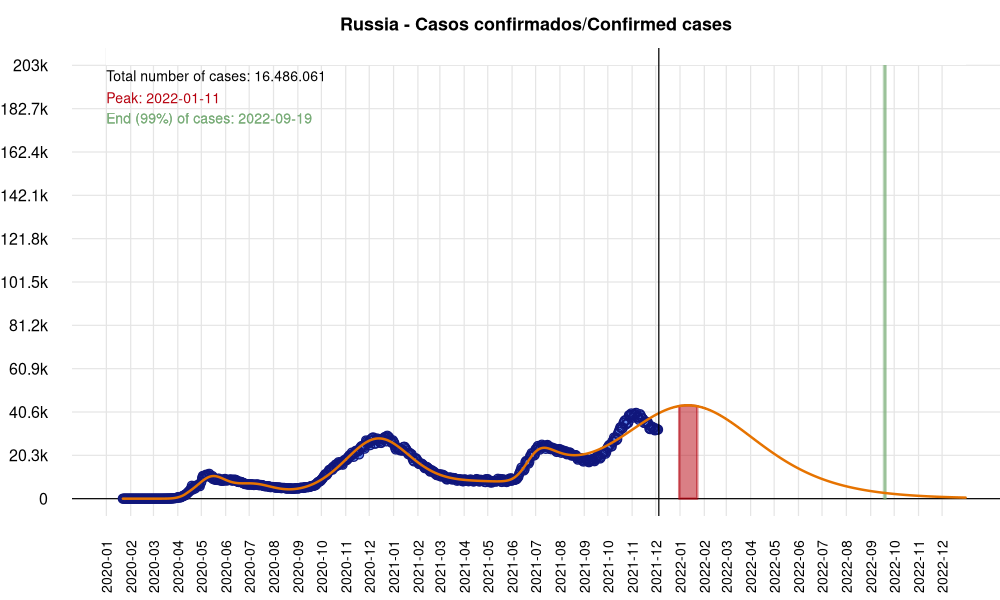 Russia - Casos confirmados/Confirmed cases
Total number of cases: 16.486.061
Peak: 2022-01-11
End (99%) of cases: 2022-09-19
203k
182.7k
162.4k
142.1k
121.8k
101.5k
81.2k
60.9k
40.6k
20.3k
0
2020-01
2020-02
2020-03
2020-04
2020-05
2020-06
2020-07
2020-08
2020-09
2020-10
2020-11
2020-12
2021-01
2021-02
2021-03
2021-04
2021-05
2021-06
2021-07
2021-08
2021-09
2021-10
2021-11
2021-12
2022-01
2022-02
2022-03
2022-04
2022-05
2022-06
2022-07
2022-08
2022-09
2022-10
2022-11
2022-12